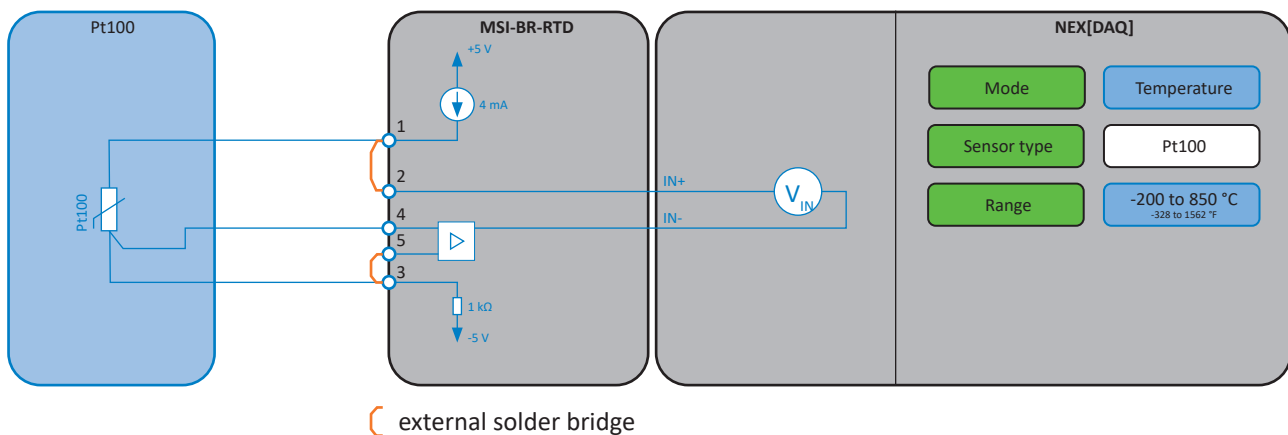 Pt100
MSI-BR-RTD
NEX[DAQ]
+5 V
4 mA
Mode
Temperature
1
Sensor type
Pt100
2
IN+
V IN
Pt100
Range
-200 to 850 °C
-328 to 1562 °F
4
IN-
5
3
1 kΩ
-5 V
external solder bridge